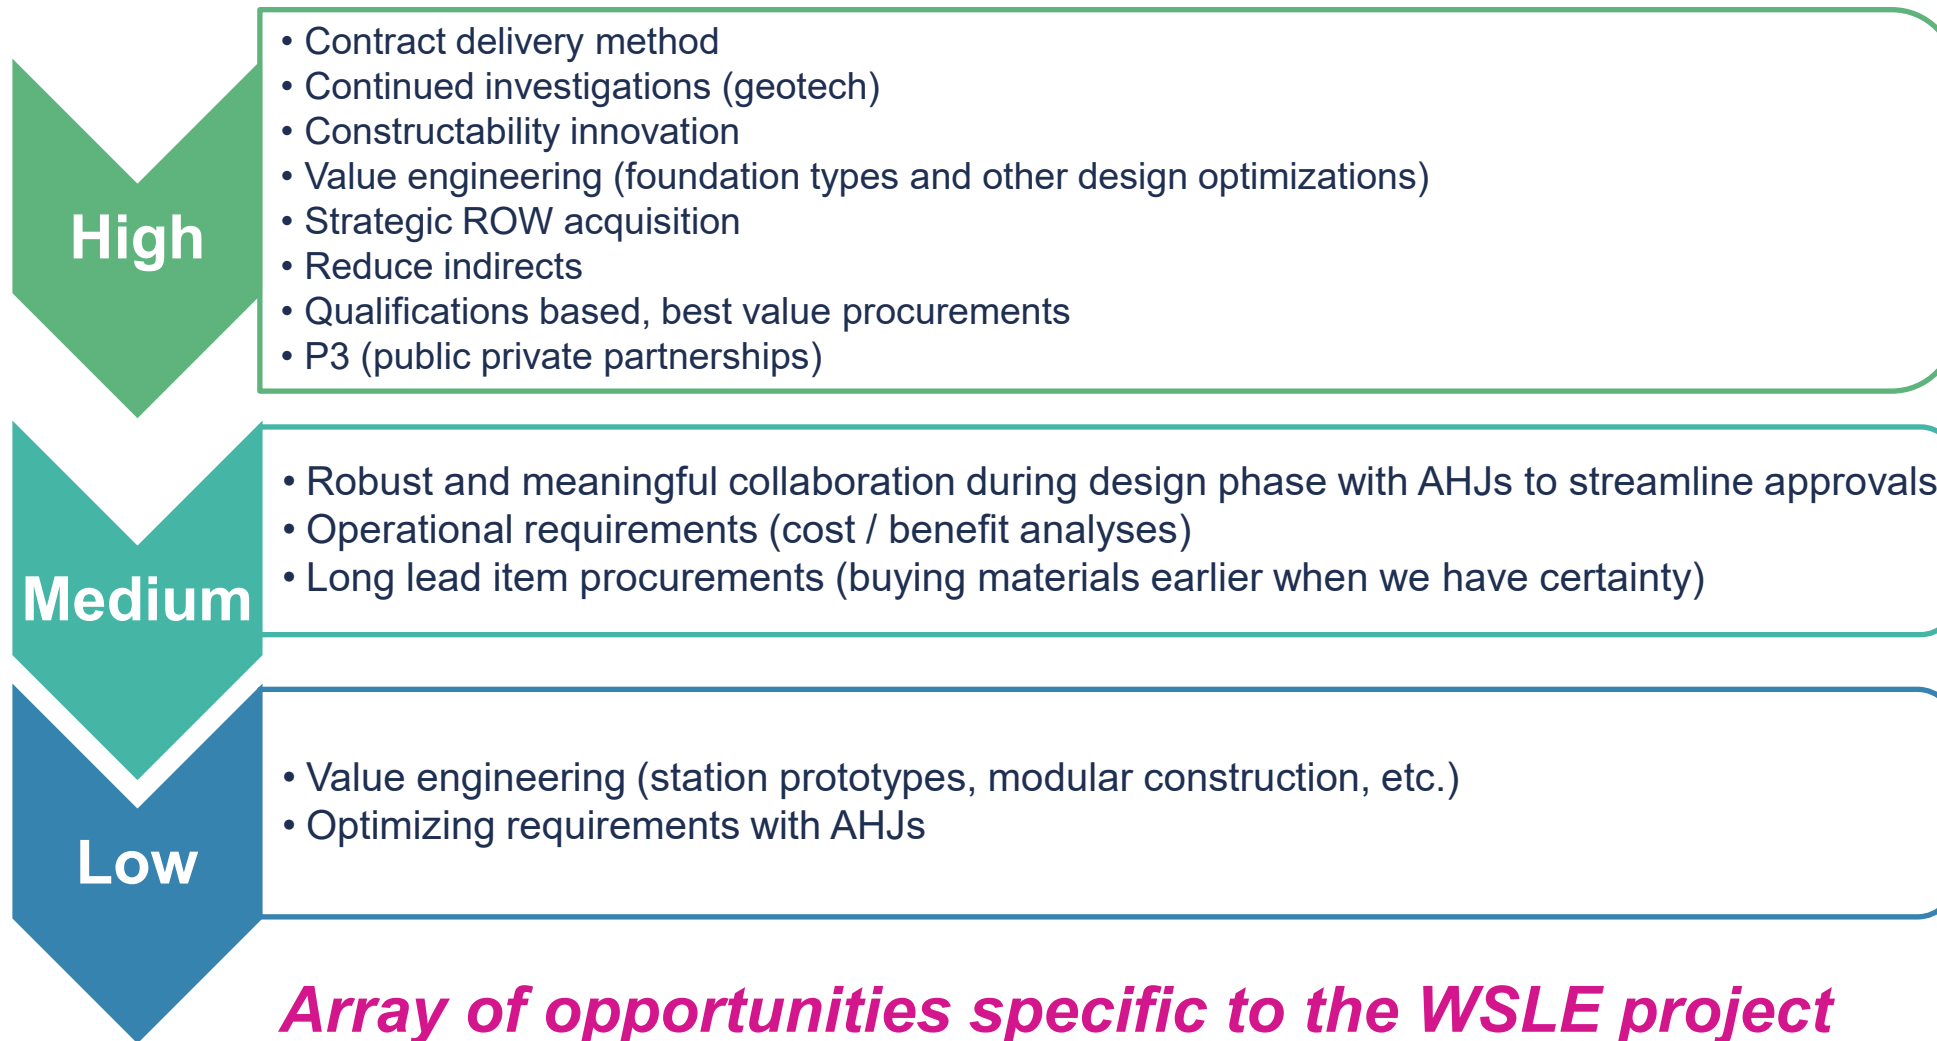 High
• Contract delivery method
• Continued investigations (geotech)
• Constructability innovation
• Value engineering (foundation types and other design optimizations)
• Strategic ROW acquisition
• Reduce indirects
• Qualifications based, best value procurements
• P3 (public private partnerships)
Medium
• Robust and meaningful collaboration during design phase with AHJs to streamline approvals
• Operational requirements (cost / benefit analyses)
• Long lead item procurements (buying materials earlier when we have certainty)
Low
• Value engineering (station prototypes, modular construction, etc.)
• Optimizing requirements with AHJs
Array of opportunities specific to the WSLE project